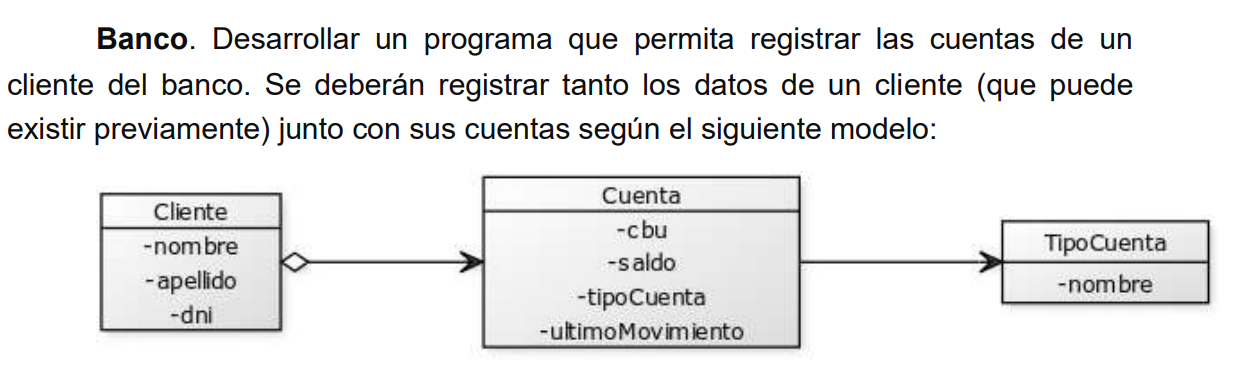 Banco. Desarrollar un programa que permita registrar las cuentas de un
cliente del banco. Se deberán registrar tanto los datos de un cliente (que puede
existir previamente) junto con sus cuentas según el siguiente modelo:
Cliente
-nombre
-apellido
-dni
Cuenta
-cbu
-saldo
-tipoCuenta
-ultimoMovimiento
TipoCuenta
-nombre